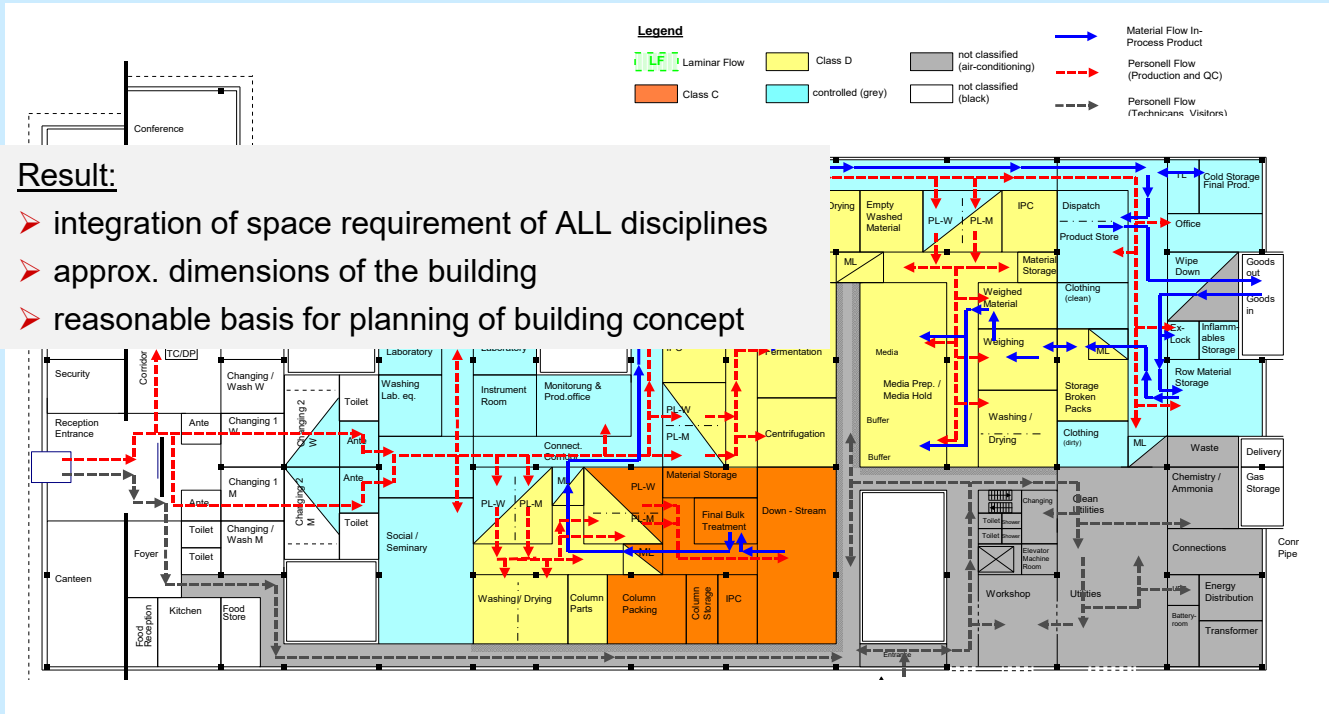 Legend
LF
Laminar Flow
Class D
not classified
(air-conditioning)
Class C
controlled (grey)
not classified
(black)
Material Flow In-
Process Product
Personell Flow
(Production and QC)
Personell Flow
(Technicans, Visitors)
Conference
Result:
integration of space requirement of ALL disciplines
approx. dimensions of the building
reasonable basis for planning of building concept
Drying
Empty
Washed
Material
PL-W
PL-M
IPC
Dispatch
Product Store
Cold Storage
Final Prod.
Office
ML
Material
Storage
Wipe
Down
Goods
out
Goods
in
Weighed
Material
Clothing
(clean)
Weighing
ML
Ex-
Lock
Inflamm-
ables
Storage
Media
Media Prep. /
Media Hold
Buffer
Buffer
Storage
Broken
Packs
Row Material
Storage
Washing /
Drying
Clothing
(dirty)
ML
Waste
Delivery
Corridor
TC/DP
Security
Changing /
Wash W
Laboratory
Washing
Lab. eq.
Instrument
Room
Monitorung &
Prod.office
Fermentation
PL-W
PL-M
Centrifugation
Reception
Entrance
Ante
Changing 1
W
Changing 2
W
Toilet
Ante
Connect.
Corridor
Changing 1
M
Changing 2
M
Ante
Ante
Toilet
Toilet
Toilet
Changing /
Wash M
Social /
Seminary
PL-W
PL-M
ML
Material Storage
PL-W
PL-M
Final Bulk
Treatment
ML
Down - Stream
Foyer
Canteen
Food
Reception
Kitchen
Food
Store
Washing / Drying
Column
Parts
Column
Packing
Column
Storage
IPC
Chemistry /
Ammonia
Gas
Storage
Changing
Clean
Utilities
Toilet
Shower
Toilet
Shower
Elevator
Machine
Room
Connections
Conr
Pipe
Workshop
Utilities
UPS
Energy
Distribution
Battery-
room
Transformer
Entrance